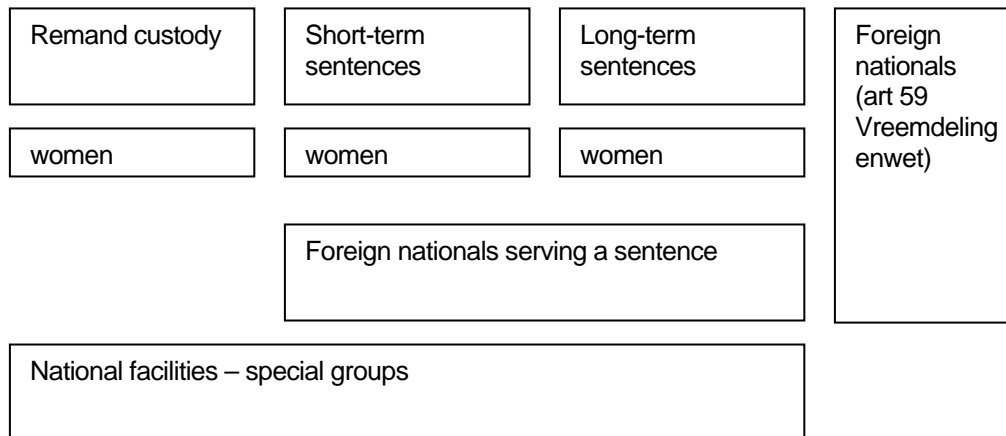 Remand custody
Short-term
sentences
Long-term
sentences
Foreign
nationals
(art 59
Vreemdeling
enwet)
women
women
women
Foreign nationals serving a sentence
National facilities – special groups